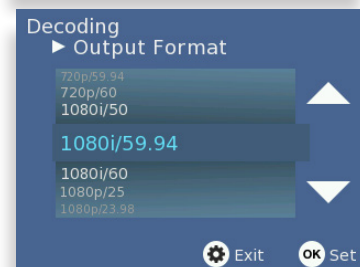 Decoding
► Output Format
720p/59.94
720p/60
1080i/50
1080i/59.94
1080i/60
1080p/25
1080p/23.98
Exit OK Set